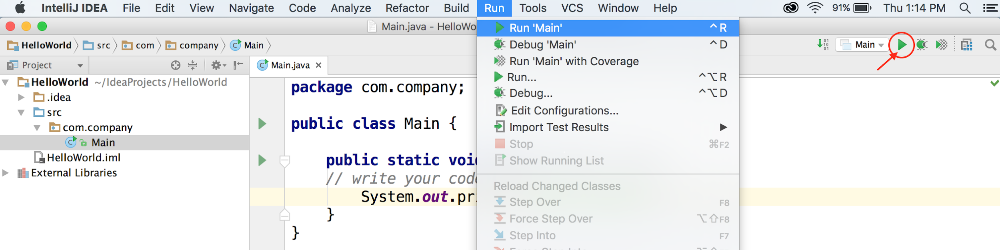 IntelliJ IDEA File Edit View Navigate Code Analyze Refactor Build Run Tools VCS Window Help 91% Thu 1:14 PM
Main.java - HelloWo
HelloWorld src com company Main
Main
Project
Main.java
HelloWorld ~/IdeaProjects/HelloWorld
.idea
src
com.company
Main
HelloWorld.iml
External Libraries
package com.company;
public class Main {
public static void
// write your code
System.out.pri
}
}
Run 'Main' ^R
Debug 'Main' ^D
Run 'Main' with Coverage
Run... ^⌥R
Debug... ^⌥D
Edit Configurations...
Import Test Results
Stop ⌘F2
Show Running List
Reload Changed Classes
Step Over F8
Force Step Over ⌥⇧F8
Step Into F7